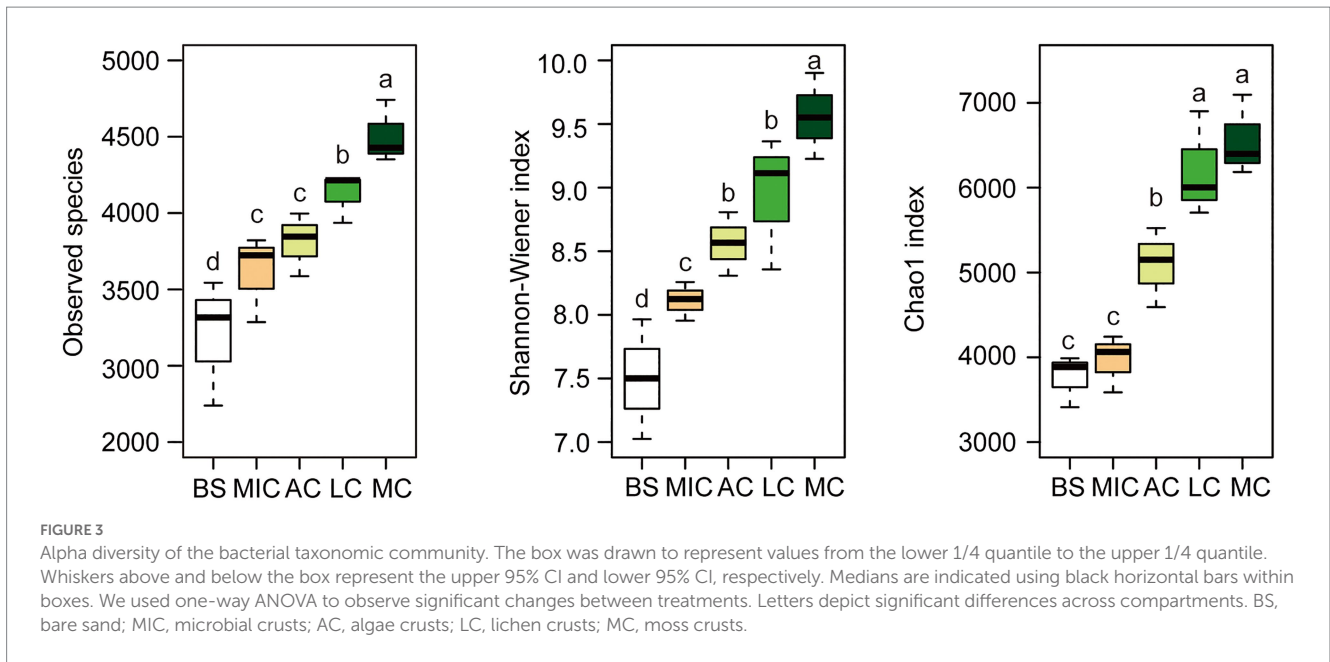 Observed species
5000
4500
4000
3500
3000
2000
d
c
c
b
a
BS MIC AC LC MC
Shannon-Wiener index
10.0
9.5
9.0
8.5
8.0
7.5
7.0
d
c
b
b
a
BS MIC AC LC MC
Chao1 index
7000
6000
5000
4000
3000
c
c
b
a
a
BS MIC AC LC MC
FIGURE 3
Alpha diversity of the bacterial taxonomic community. The box was drawn to represent values from the lower 1/4 quantile to the upper 1/4 quantile.
Whiskers above and below the box represent the upper 95% CI and lower 95% CI, respectively. Medians are indicated using black horizontal bars within
boxes. We used one-way ANOVA to observe significant changes between treatments. Letters depict significant differences across compartments. BS,
bare sand; MIC, microbial crusts; AC, algae crusts; LC, lichen crusts; MC, moss crusts.